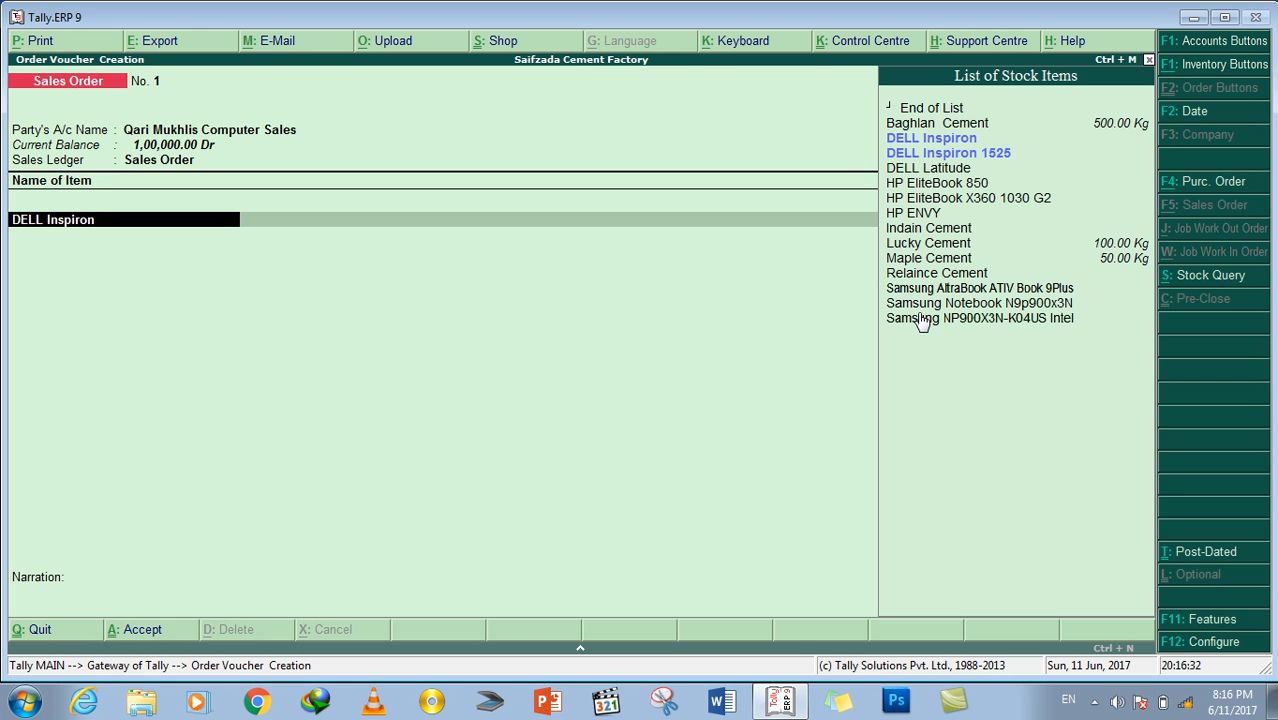 Tally.ERP 9
P: Print E: Export M: E-Mail O: Upload S: Shop G: Language K: Keyboard K: Control Centre H: Support Centre H: Help
Order Voucher Creation Saifzada Cement Factory Ctrl + M
Sales Order No. 1
Party's A/c Name : Qari Mukhlis Computer Sales
Current Balance : 1,00,000.00 Dr
Sales Ledger : Sales Order
Name of Item
DELL Inspiron
Narration:
List of Stock Items
End of List
Baghlan Cement 500.00 Kg
DELL Inspiron
DELL Inspiron 1525
DELL Latitude
HP EliteBook 850
HP EliteBook X360 1030 G2
HP ENVY
Indain Cement
Lucky Cement 100.00 Kg
Maple Cement 50.00 Kg
Relaince Cement
Samsung AltraBook ATIV Book 9Plus
Samsung Notebook N9p900x3N
Samsung NP900X3N-K04US Intel
F1: Accounts Buttons
F1: Inventory Buttons
F2: Order Buttons
F2: Date
F3: Company
F4: Purc. Order
F5: Sales Order
J: Job Work Out Order
W: Job Work In Order
S: Stock Query
C: Pre-Close
T: Post-Dated
L: Optional
F11: Features
F12: Configure
Q: Quit A: Accept D: Delete X: Cancel
Ctrl + N
Tally MAIN --> Gateway of Tally --> Order Voucher Creation (c) Tally Solutions Pvt. Ltd., 1988-2013 Sun, 11 Jun, 2017 20:16:32
321 W Tally ERP 9 Ps EN 8:16 PM
6/11/2017